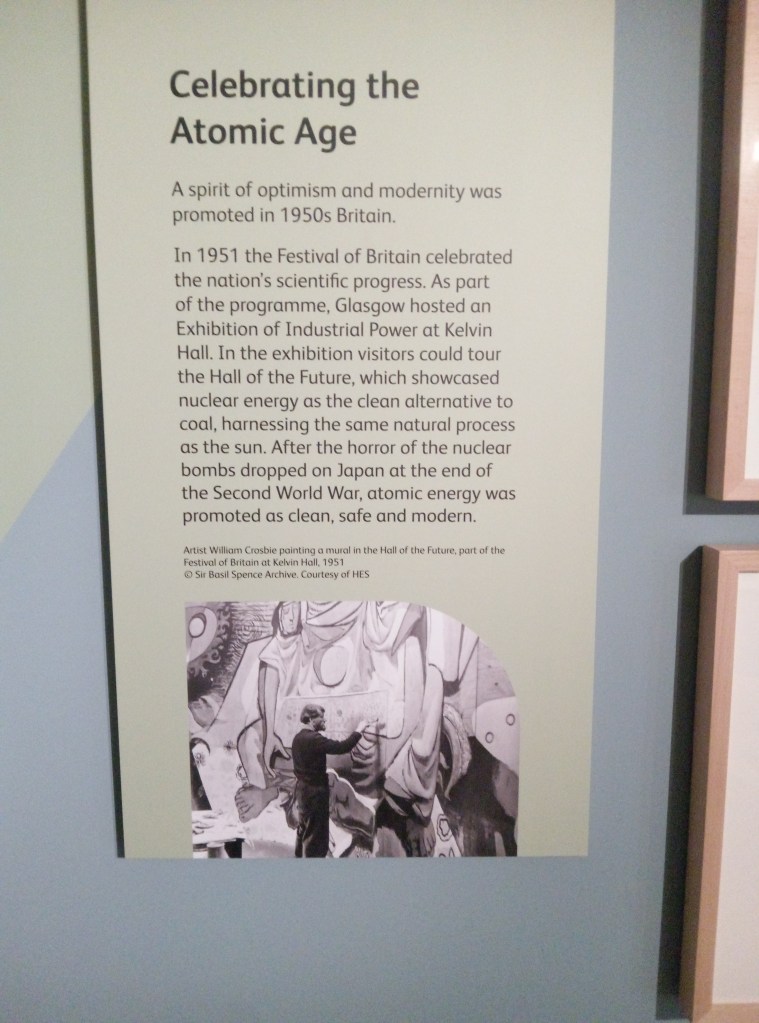 Celebrating the
Atomic Age
A spirit of optimism and modernity was
promoted in 1950s Britain.
In 1951 the Festival of Britain celebrated
the nation's scientific progress. As part
of the programme, Glasgow hosted an
Exhibition of Industrial Power at Kelvin
Hall. In the exhibition visitors could tour
the Hall of the Future, which showcased
nuclear energy as the clean alternative to
coal, harnessing the same natural process
as the sun. After the horror of the nuclear
bombs dropped on Japan at the end of
the Second World War, atomic energy was
promoted as clean, safe and modern.
Artist William Crosbie painting a mural in the Hall of the Future, part of the
Festival of Britain at Kelvin Hall, 1951
© Sir Basil Spence Archive. Courtesy of HES